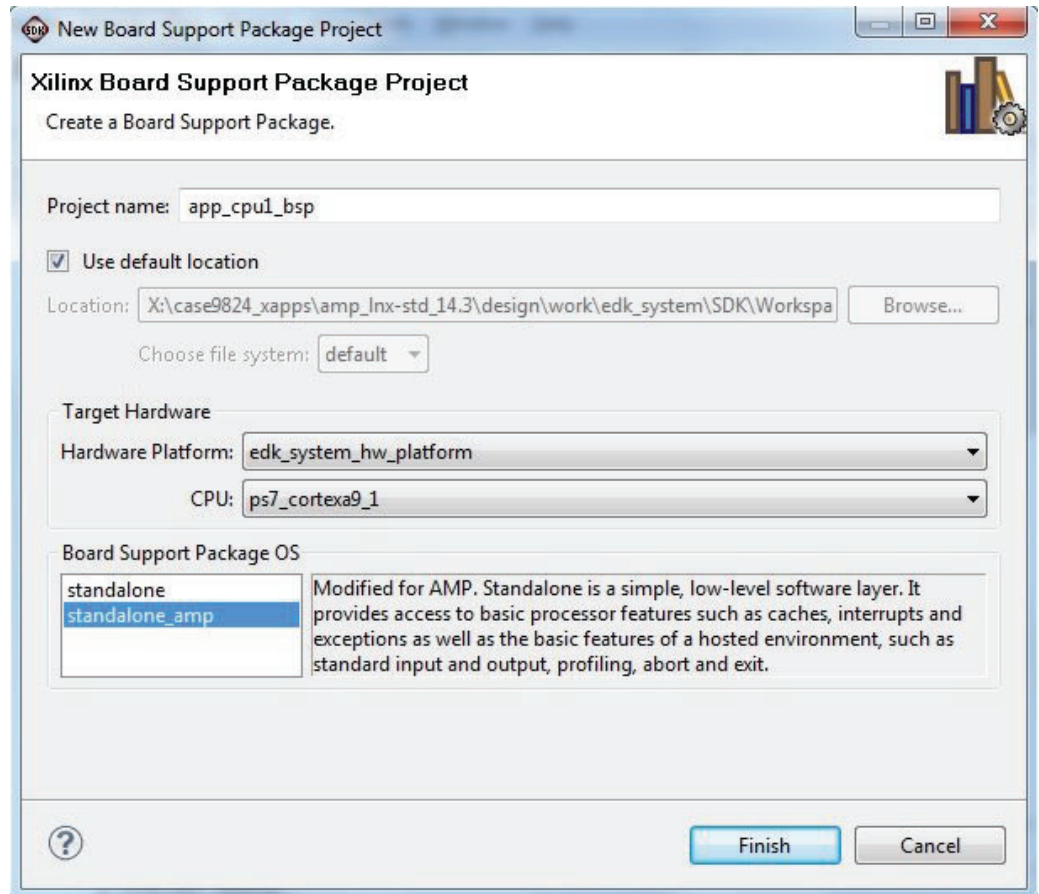 SDK New Board Support Package Project
Xilinx Board Support Package Project
Create a Board Support Package.
Project name: app_cpu1_bsp
Use default location
Location: X:\case9824_xapps\amp_lnx-std_14.3\design\work\edk_system\SDK\Workspa Browse...
Choose file system: default
Target Hardware
Hardware Platform: edk_system_hw_platform
CPU: ps7_cortexa9_1
Board Support Package OS
standalone
standalone_amp
Modified for AMP. Standalone is a simple, low-level software layer. It
provides access to basic processor features such as caches, interrupts and
exceptions as well as the basic features of a hosted environment, such as
standard input and output, profiling, abort and exit.
? Finish Cancel